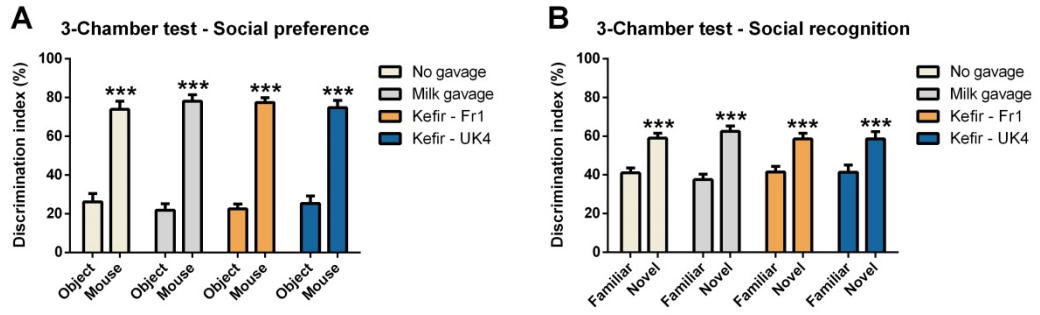 A
3-Chamber test - Social preference
Discrimination index (%)
100
80
60
40
20
0
***
***
***
***
Object
Mouse
Object
Mouse
Object
Mouse
Object
Mouse
No gavage
Milk gavage
Kefir - Fr1
Kefir - UK4
B
3-Chamber test - Social recognition
Discrimination index (%)
100
80
60
40
20
0
***
***
***
***
Familiar
Novel
Familiar
Novel
Familiar
Novel
Familiar
Novel
No gavage
Milk gavage
Kefir - Fr1
Kefir - UK4